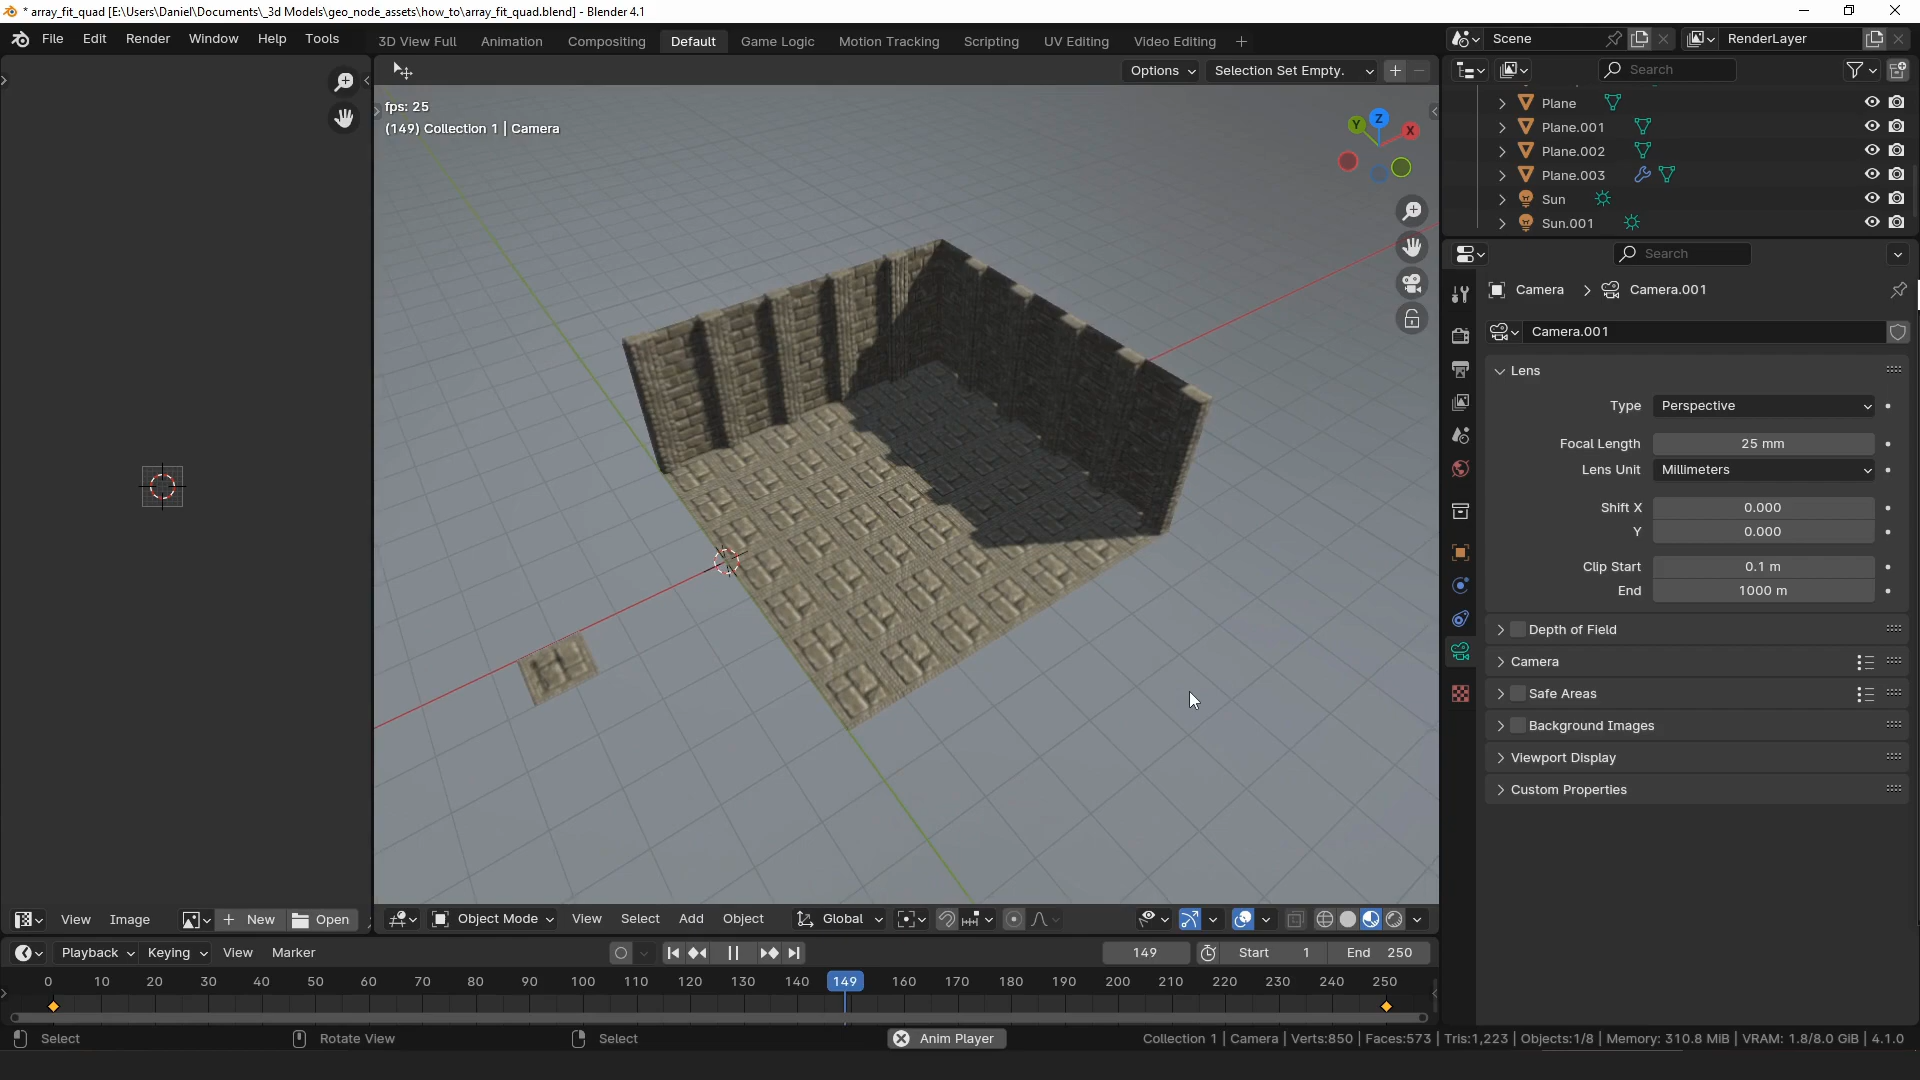 * array_fit_quad [E:\Users\Daniel\Documents\_3d Models\geo_node_assets\how_to\array_fit_quad.blend] - Blender 4.1
File Edit Render Window Help Tools 3D View Full Animation Compositing Default Game Logic Motion Tracking Scripting UV Editing Video Editing + Scene RenderLayer
Options Selection Set Empty. Search
fps: 25
(149) Collection 1 | Camera
Z
Y
X
Plane
Plane.001
Plane.002
Plane.003
Sun
Sun.001
Search
Camera > Camera.001
Camera.001
Lens
Type Perspective
Focal Length 25 mm
Lens Unit Millimeters
Shift X 0.000
Y 0.000
Clip Start 0.1 m
End 1000 m
Depth of Field
Camera
Safe Areas
Background Images
Viewport Display
Custom Properties
View Image New Open Object Mode View Select Add Object Global
Playback Keying View Marker 149 Start 1 End 250
0 10 20 30 40 50 60 70 80 90 100 110 120 130 140 149 160 170 180 190 200 210 220 230 240 250
Select Rotate View Select Anim Player Collection 1 | Camera | Verts:850 | Faces:573 | Tris:1,223 | Objects:1/8 | Memory: 310.8 MiB | VRAM: 1.8/8.0 GiB | 4.1.0